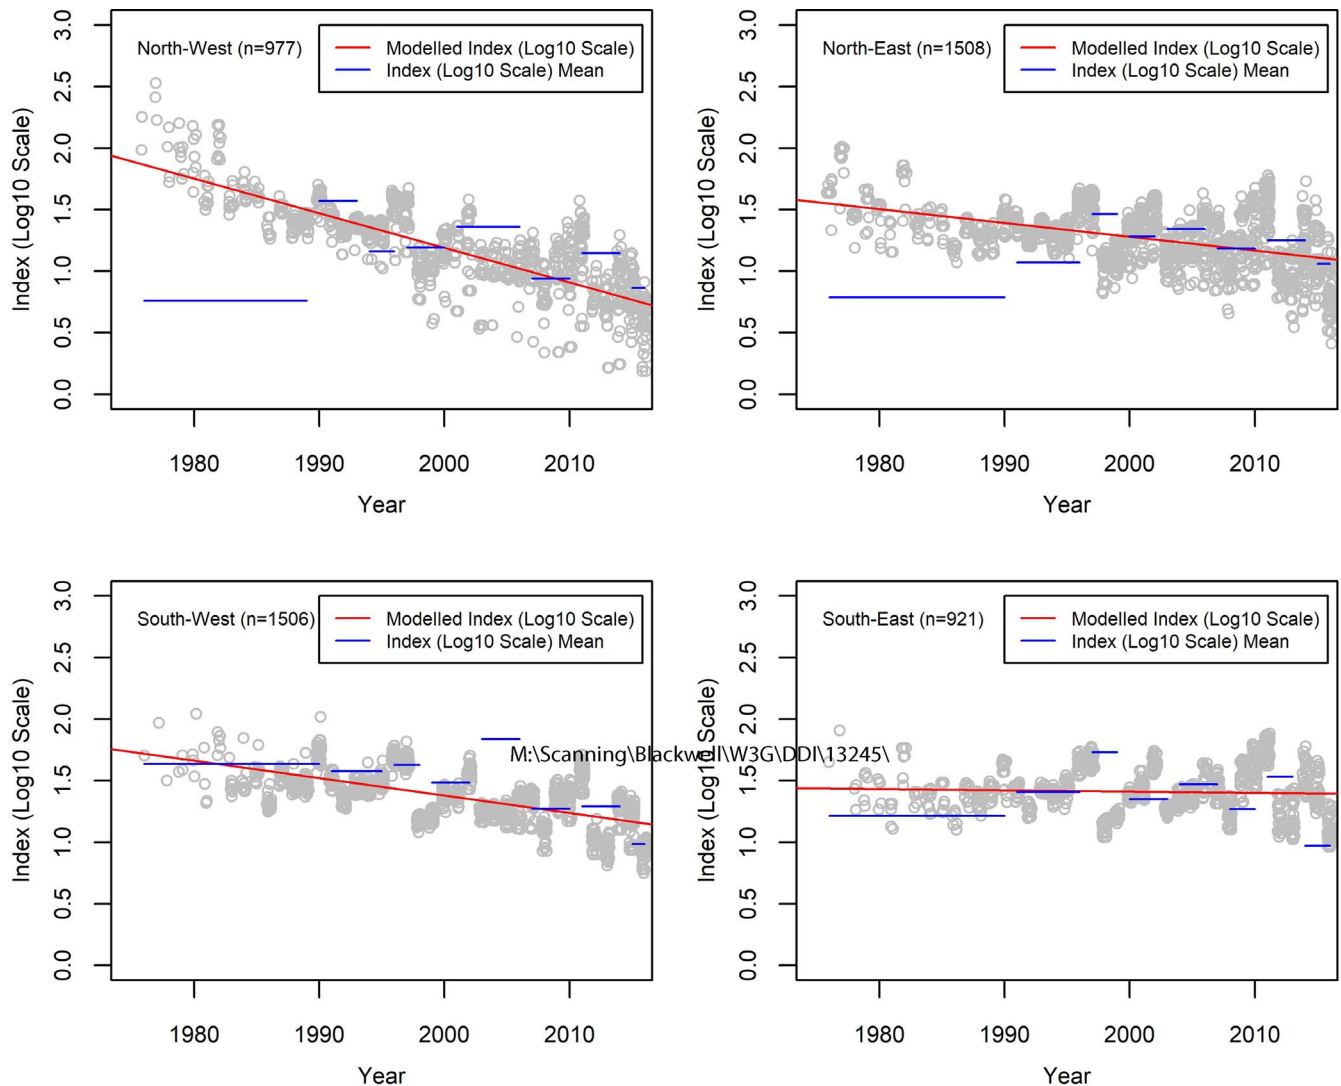 North-West (n=977)
Modelled Index (Log10 Scale)
Index (Log10 Scale) Mean
Index (Log10 Scale)
3.0
2.5
2.0
1.5
1.0
0.5
0.0
1980 1990 2000 2010
Year
North-East (n=1508)
Modelled Index (Log10 Scale)
Index (Log10 Scale) Mean
Index (Log10 Scale)
3.0
2.5
2.0
1.5
1.0
0.5
0.0
1980 1990 2000 2010
Year
South-West (n=1506)
Modelled Index (Log10 Scale)
Index (Log10 Scale) Mean
Index (Log10 Scale)
3.0
2.5
2.0
1.5
1.0
0.5
0.0
1980 1990 2000 2010
Year
M:\Scanning\Blackwell\W3G\DDI\13245\
South-East (n=921)
Modelled Index (Log10 Scale)
Index (Log10 Scale) Mean
Index (Log10 Scale)
3.0
2.5
2.0
1.5
1.0
0.5
0.0
1980 1990 2000 2010
Year